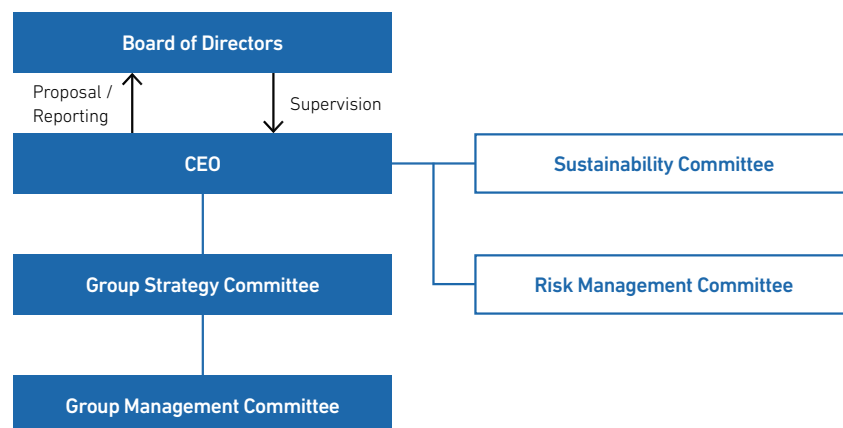 Board of Directors
Proposal /
Reporting
Supervision
CEO
Sustainability Committee
Group Strategy Committee
Risk Management Committee
Group Management Committee